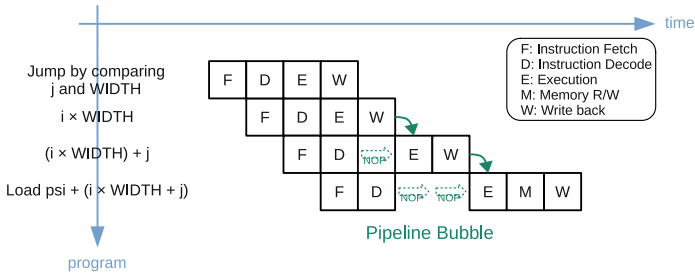 time
F: Instruction Fetch
D: Instruction Decode
E: Execution
M: Memory R/W
W: Write back
Jump by comparing
j and WIDTH
F D E W
i × WIDTH
F D E W
(i × WIDTH) + j
F D NOP E W
Load psi + (i × WIDTH + j)
F D NOP NOP E M W
Pipeline Bubble
program